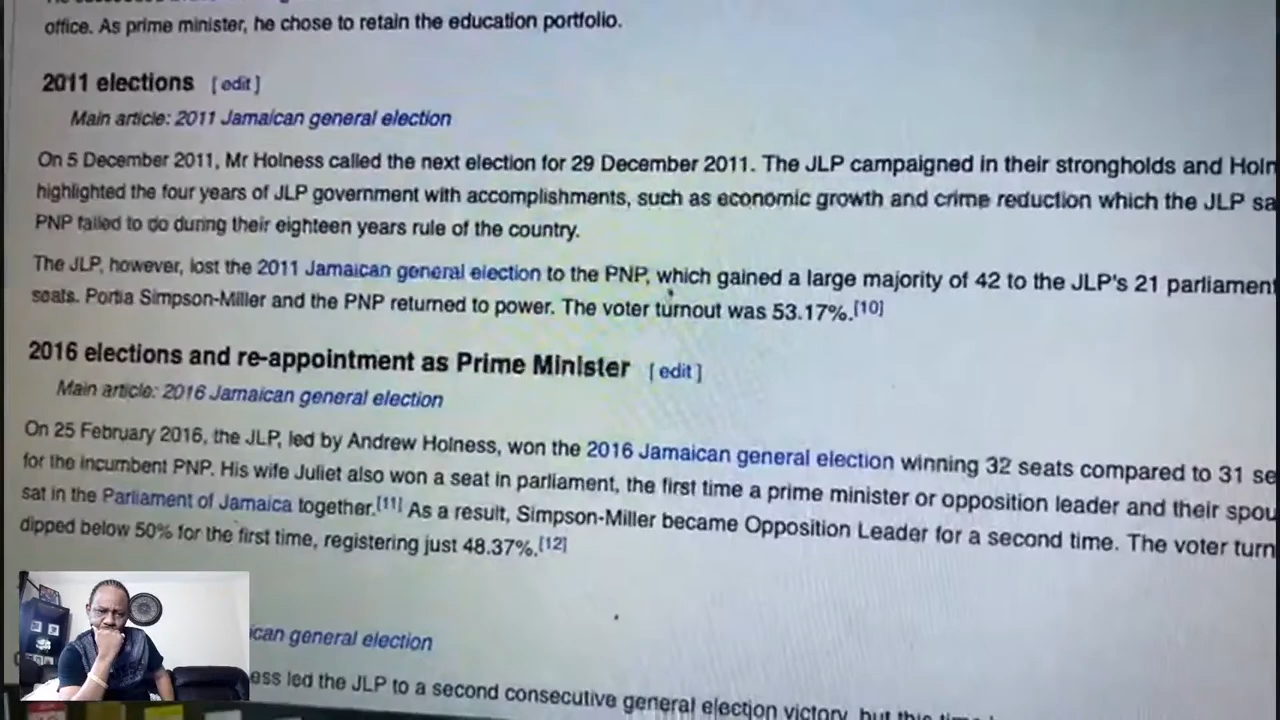 office. As prime minister, he chose to retain the education portfolio.
2011 elections [ edit ]
Main article: 2011 Jamaican general election
On 5 December 2011, Mr Holness called the next election for 29 December 2011. The JLP campaigned in their strongholds and Holn
highlighted the four years of JLP government with accomplishments, such as economic growth and crime reduction which the JLP sa
PNP failed to do during their eighteen years rule of the country.
The JLP, however, lost the 2011 Jamaican general election to the PNP, which gained a large majority of 42 to the JLP's 21 parliament
seats. Portia Simpson-Miller and the PNP returned to power. The voter turnout was 53.17%.[10]
2016 elections and re-appointment as Prime Minister [ edit ]
Main article: 2016 Jamaican general election
On 25 February 2016, the JLP, led by Andrew Holness, won the 2016 Jamaican general election winning 32 seats compared to 31 se
for the incumbent PNP. His wife Juliet also won a seat in parliament, the first time a prime minister or opposition leader and their spou
sat in the Parliament of Jamaica together.[11] As a result, Simpson-Miller became Opposition Leader for a second time. The voter turn
dipped below 50% for the first time, registering just 48.37%.[12]
ican general election
ess led the JLP to a second consecutive general election victory, but this time